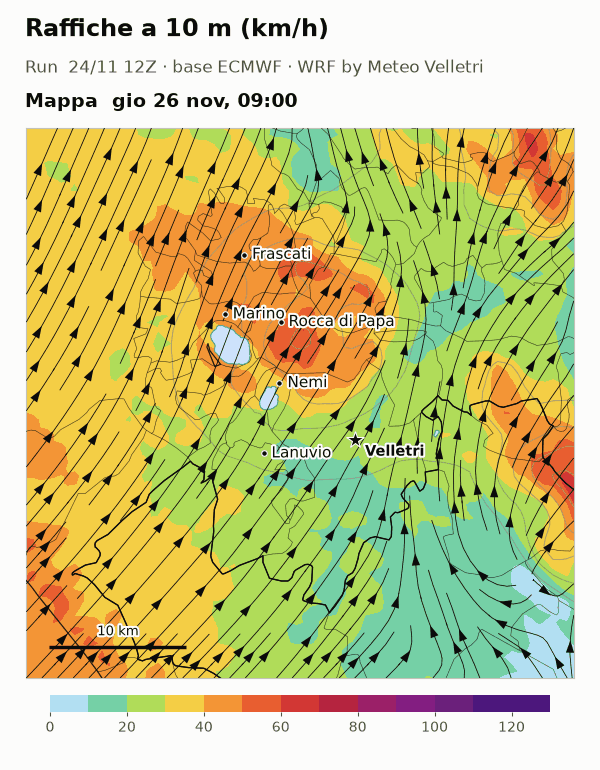 Raffiche a 10 m (km/h)
Run 24/11 12Z · base ECMWF · WRF by Meteo Velletri
Mappa gio 26 nov, 09:00
Frascati
Marino
Rocca di Papa
Nemi
Velletri
Lanuvio
10 km
0 20 40 60 80 100 120